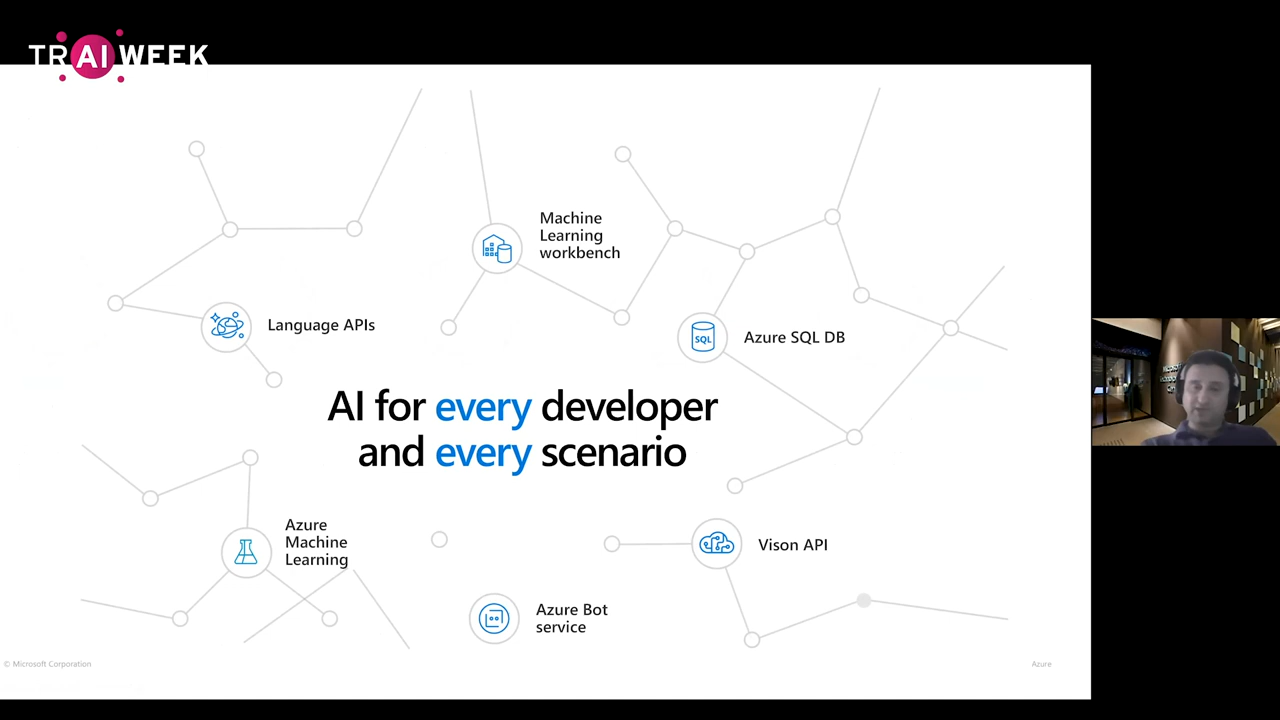 TRAIWEEK
Machine
Learning
workbench
Language APIs
SQL
Azure SQL DB
AI for every developer
and every scenario
Azure
Machine
Learning
Vison API
Azure Bot
service
© Microsoft Corporation
Azure